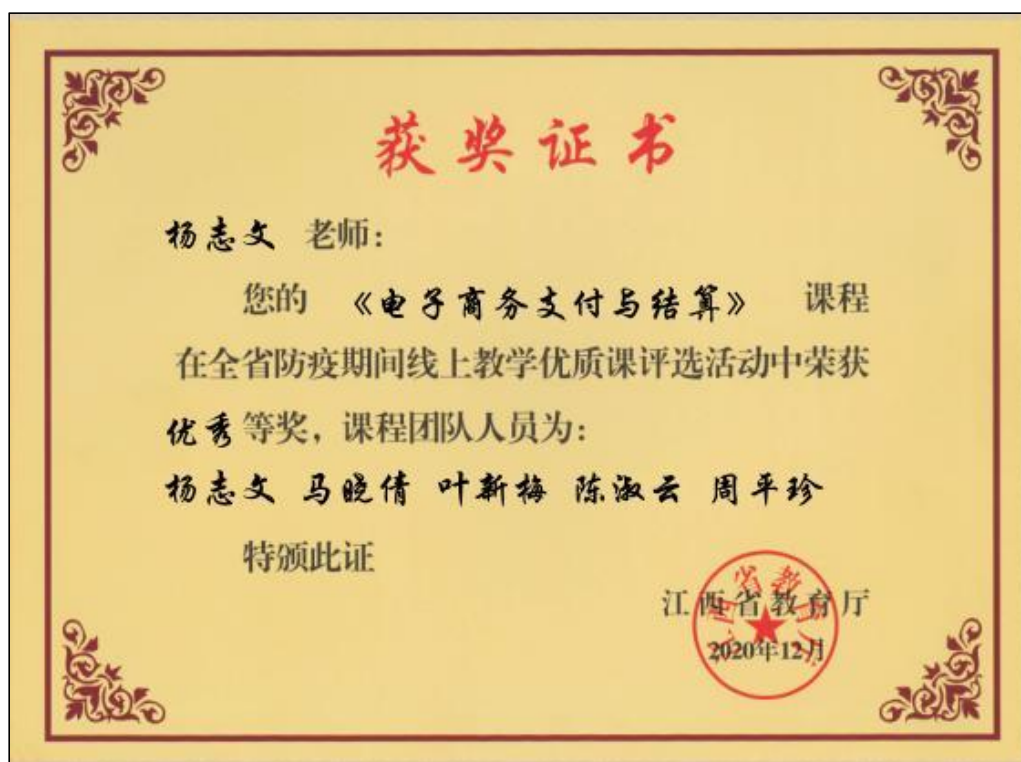 获奖证书
杨志文 老师：
您的 《电子商务支付与结算》 课程
在全省防疫期间线上教学优质课评选活动中荣获
优秀等奖，课程团队人员为：
杨志文 马晓倩 叶新梅 陈淑云 周平珍
特颁此证
江西省教育厅
2020年12月